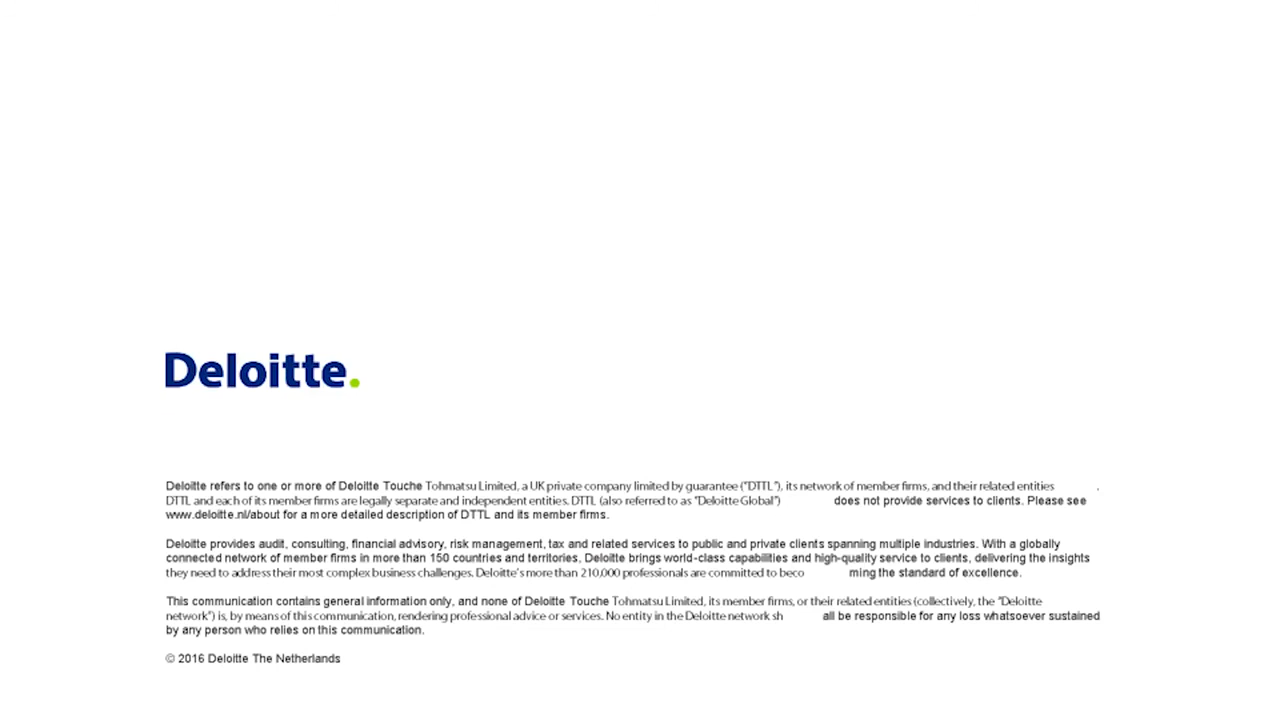 Deloitte.
Deloitte refers to one or more of Deloitte Touche Tohmatsu Limited, a UK private company limited by guarantee ("DTTL"), its network of member firms, and their related entities .
DTTL and each of its member firms are legally separate and independent entities. DTTL (also referred to as "Deloitte Global") does not provide services to clients. Please see
www.deloitte.nl/about for a more detailed description of DTTL and its member firms.
Deloitte provides audit, consulting, financial advisory, risk management, tax and related services to public and private clients spanning multiple industries. With a globally
connected network of member firms in more than 150 countries and territories, Deloitte brings world-class capabilities and high-quality service to clients, delivering the insights
they need to address their most complex business challenges. Deloitte's more than 210,000 professionals are committed to beco ming the standard of excellence.
This communication contains general information only, and none of Deloitte Touche Tohmatsu Limited, its member firms, or their related entities (collectively, the "Deloitte
network") is, by means of this communication, rendering professional advice or services. No entity in the Deloitte network sh all be responsible for any loss whatsoever sustained
by any person who relies on this communication.
© 2016 Deloitte The Netherlands